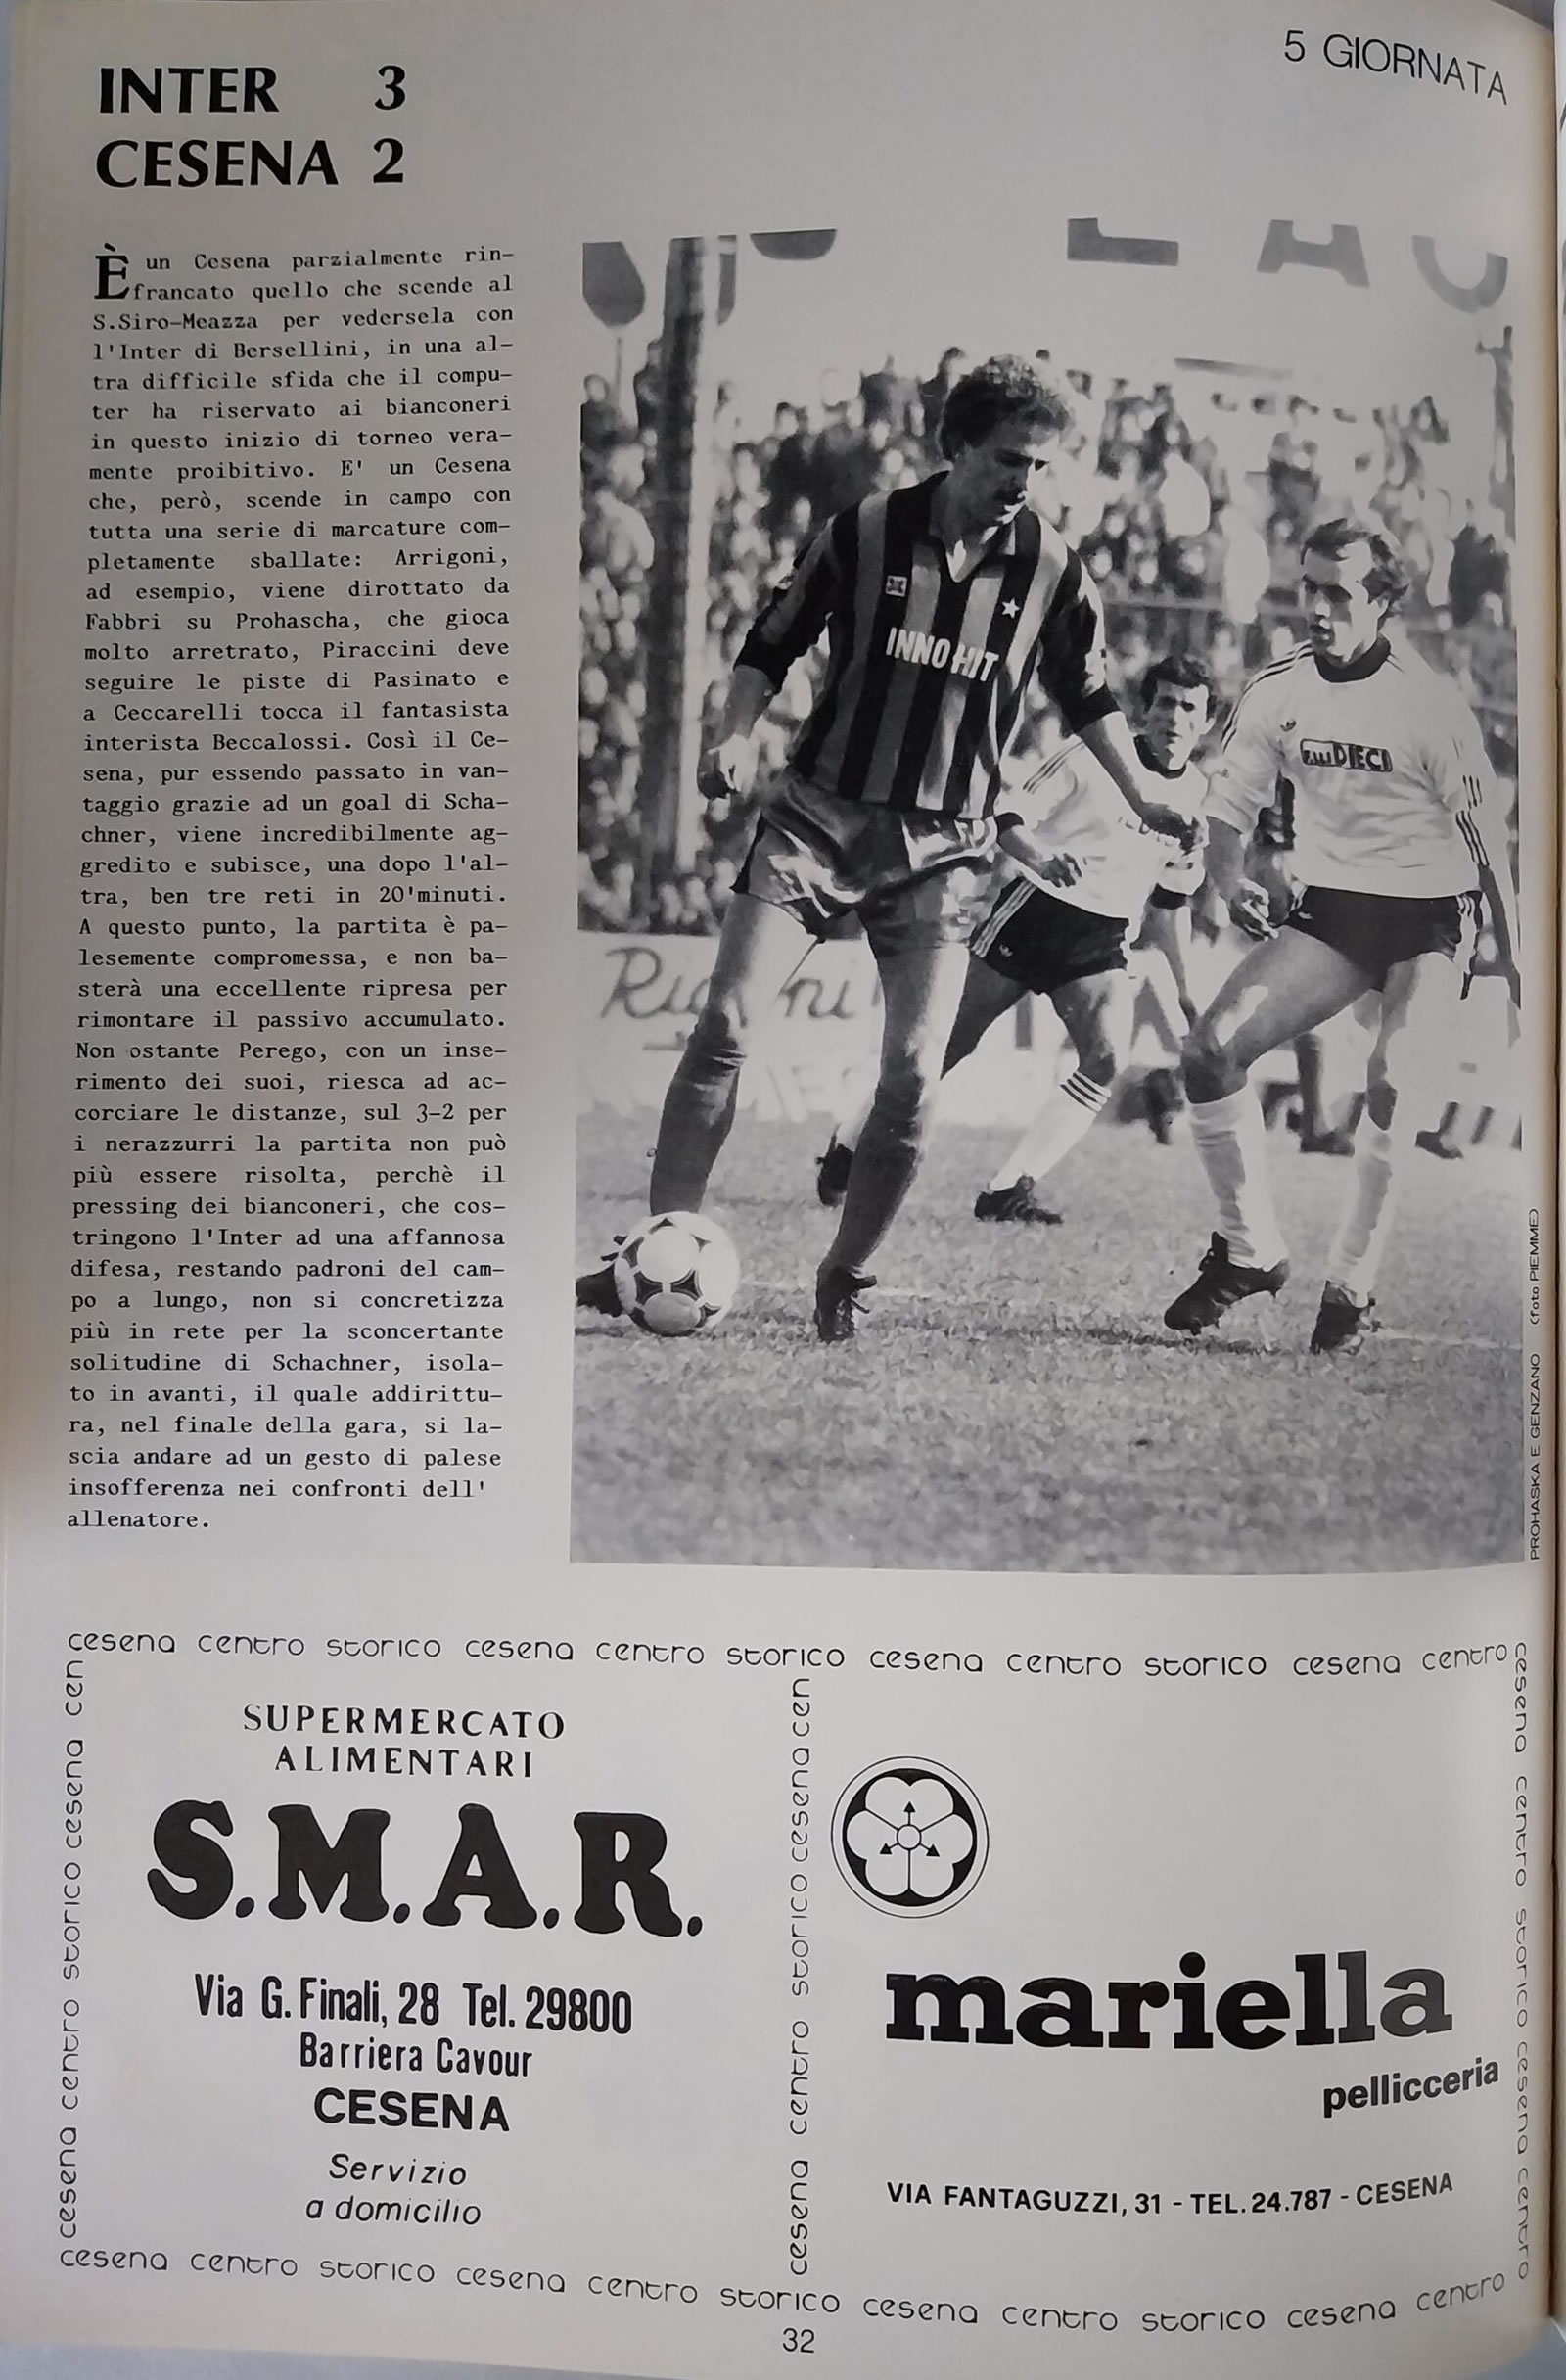 5 GIORNATA
INTER 3
CESENA 2
È un Cesena parzialmente rin-
francato quello che scende al
S.Siro-Meazza per vedersela con
l'Inter di Bersellini, in una al-
tra difficile sfida che il compu-
ter ha riservato ai bianconeri
in questo inizio di torneo vera-
mente proibitivo. E' un Cesena
che, però, scende in campo con
tutta una serie di marcature com-
pletamente sballate: Arrigoni,
ad esempio, viene dirottato da
Fabbri su Prohascha, che gioca
molto arretrato, Piraccini deve
seguire le piste di Pasinato e
a Ceccarelli tocca il fantasista
interista Beccalossi. Così il Ce-
sena, pur essendo passato in van-
taggio grazie ad un goal di Scha-
chner, viene incredibilmente ag-
gredito e subisce, una dopo l'al-
tra, ben tre reti in 20'minuti.
A questo punto, la partita è pa-
lesemente compromessa, e non ba-
sterà una eccellente ripresa per
rimontare il passivo accumulato.
Non ostante Perego, con un inse-
rimento dei suoi, riesca ad ac-
corciare le distanze, sul 3-2 per
i nerazzurri la partita non può
più essere risolta, perchè il
pressing dei bianconeri, che cos-
tringono l'Inter ad una affannosa
difesa, restando padroni del cam-
po a lungo, non si concretizza
più in rete per la sconcertante
solitudine di Schachner, isola-
to in avanti, il quale addirittu-
ra, nel finale della gara, si la-
scia andare ad un gesto di palese
insofferenza nei confronti dell'
allenatore.
INNO HIT
DIECI
PROHASKA E GENZANO (foto PIEMME)
cesena centro storico cesena centro storico cesena centro storico cesena centro
cesena centro storico cesena cen
SUPERMERCATO
ALIMENTARI
S.M.A.R.
Via G. Finali, 28 Tel. 29800
Barriera Cavour
CESENA
Servizio
a domicilio
cesena centro storico cesena cen
mariella
pellicceria
VIA FANTAGUZZI, 31 - TEL. 24.787 - CESENA
cesena centro storico cesena centro
cesena centro storico cesena centro storico cesena centro storico cesena centro
32